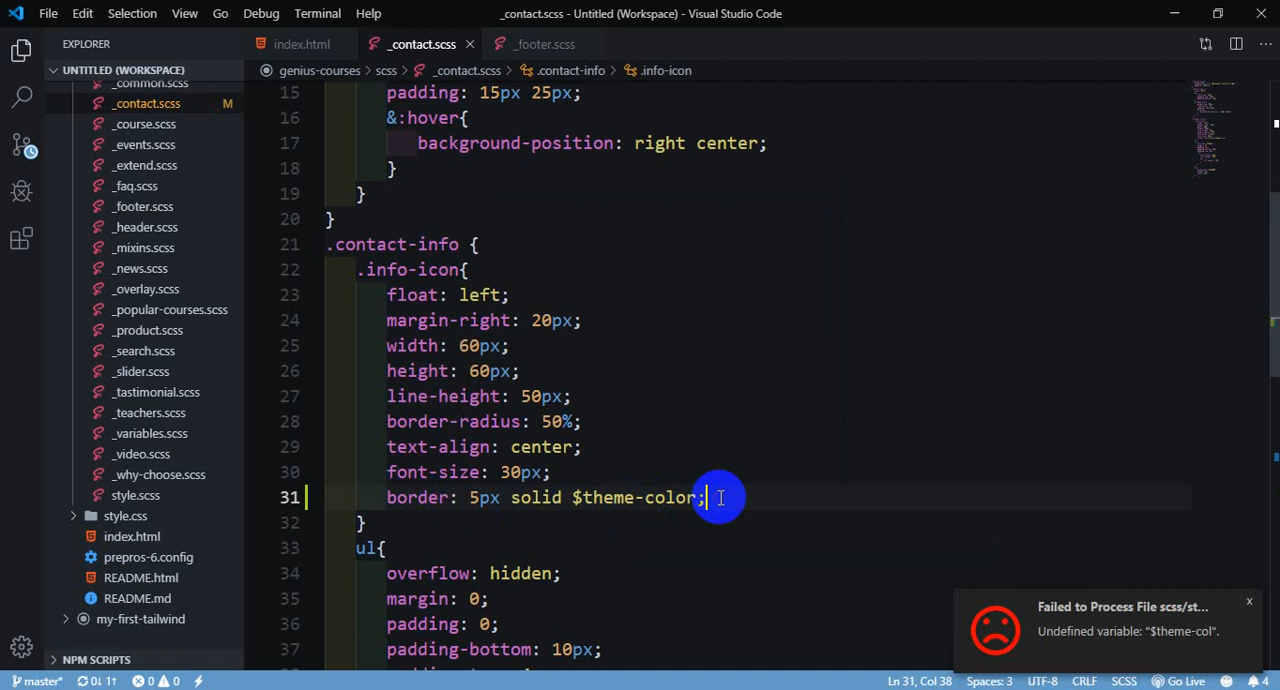 File Edit Selection View Go Debug Terminal Help
_contact.scss - Untitled (Workspace) - Visual Studio Code
EXPLORER
index.html
_contact.scss
_footer.scss
UNTITLED (WORKSPACE)
genius-courses > scss > _contact.scss > .contact-info > .info-icon
_common.scss
_contact.scss M
_course.scss
_events.scss
_extend.scss
_faq.scss
_footer.scss
_header.scss
_mixins.scss
_news.scss
_overlay.scss
_popular-courses.scss
_product.scss
_search.scss
_slider.scss
_tastimonial.scss
_teachers.scss
_variables.scss
_video.scss
_why-choose.scss
style.scss
style.css
index.html
prepros-6.config
README.html
README.md
my-first-tailwind
NPM SCRIPTS
15 padding: 15px 25px;
16 &:hover{
17 background-position: right center;
18 }
19 }
20 }
21 .contact-info {
22 .info-icon{
23 float: left;
24 margin-right: 20px;
25 width: 60px;
26 height: 60px;
27 line-height: 50px;
28 border-radius: 50%;
29 text-align: center;
30 font-size: 30px;
31 border: 5px solid $theme-color;
32 }
33 ul{
34 overflow: hidden;
35 margin: 0;
36 padding: 0;
37 padding-bottom: 10px;
Failed to Process File scss/st... x
Undefined variable: "$theme-col".
master* 0↓ 1↑ 0 0
Ln 31, Col 38 Spaces: 3 UTF-8 CRLF SCSS Go Live 4